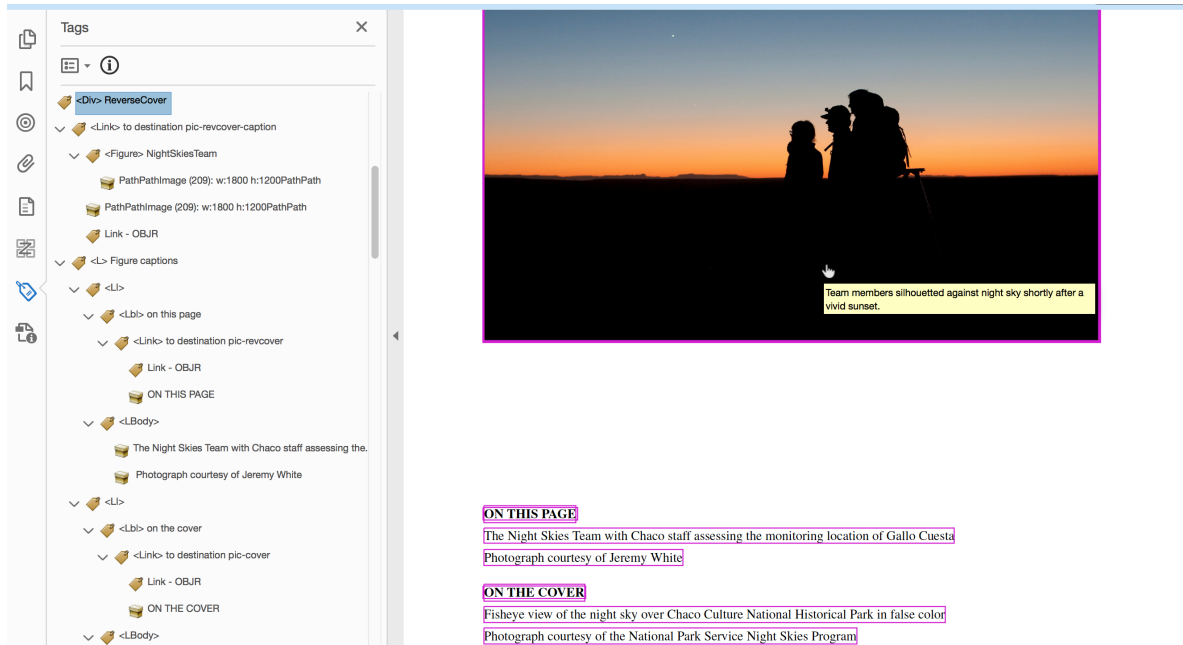 Tags
<Div> ReverseCover
<Link> to destination pic-revcover-caption
<Figure> NightSkiesTeam
PathPathImage (209): w:1800 h:1200PathPath
PathPathImage (209): w:1800 h:1200PathPath
Link - OBJR
<L> Figure captions
<LI>
<Lbl> on this page
<Link> to destination pic-revcover
Link - OBJR
ON THIS PAGE
<LBody>
The Night Skies Team with Chaco staff assessing the.
Photograph courtesy of Jeremy White
<LI>
<Lbl> on the cover
<Link> to destination pic-cover
Link - OBJR
ON THE COVER
<LBody>
Team members silhouetted against night sky shortly after a
vivid sunset.
ON THIS PAGE
The Night Skies Team with Chaco staff assessing the monitoring location of Gallo Cuesta
Photograph courtesy of Jeremy White
ON THE COVER
Fisheye view of the night sky over Chaco Culture National Historical Park in false color
Photograph courtesy of the National Park Service Night Skies Program